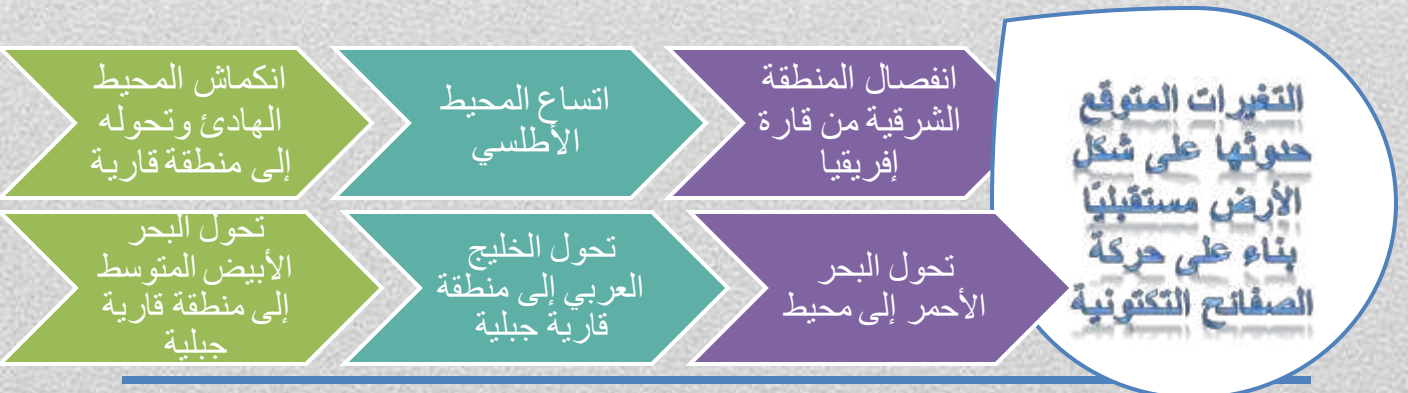 التغيرات المتوقع
حدوثها على شكل
الأرض مستقبليًا
بناء على حركة
الصفائح التكتونية
انفصال المنطقة
الشرقية من قارة
إفريقيا
اتساع المحيط
الأطلسي
انكماش المحيط
الهادئ وتحوله
إلى منطقة قارية
تحول البحر
الأحمر إلى محيط
تحول الخليج
العربي إلى منطقة
قارية جبلية
تحول البحر
الأبيض المتوسط
إلى منطقة قارية
جبلية